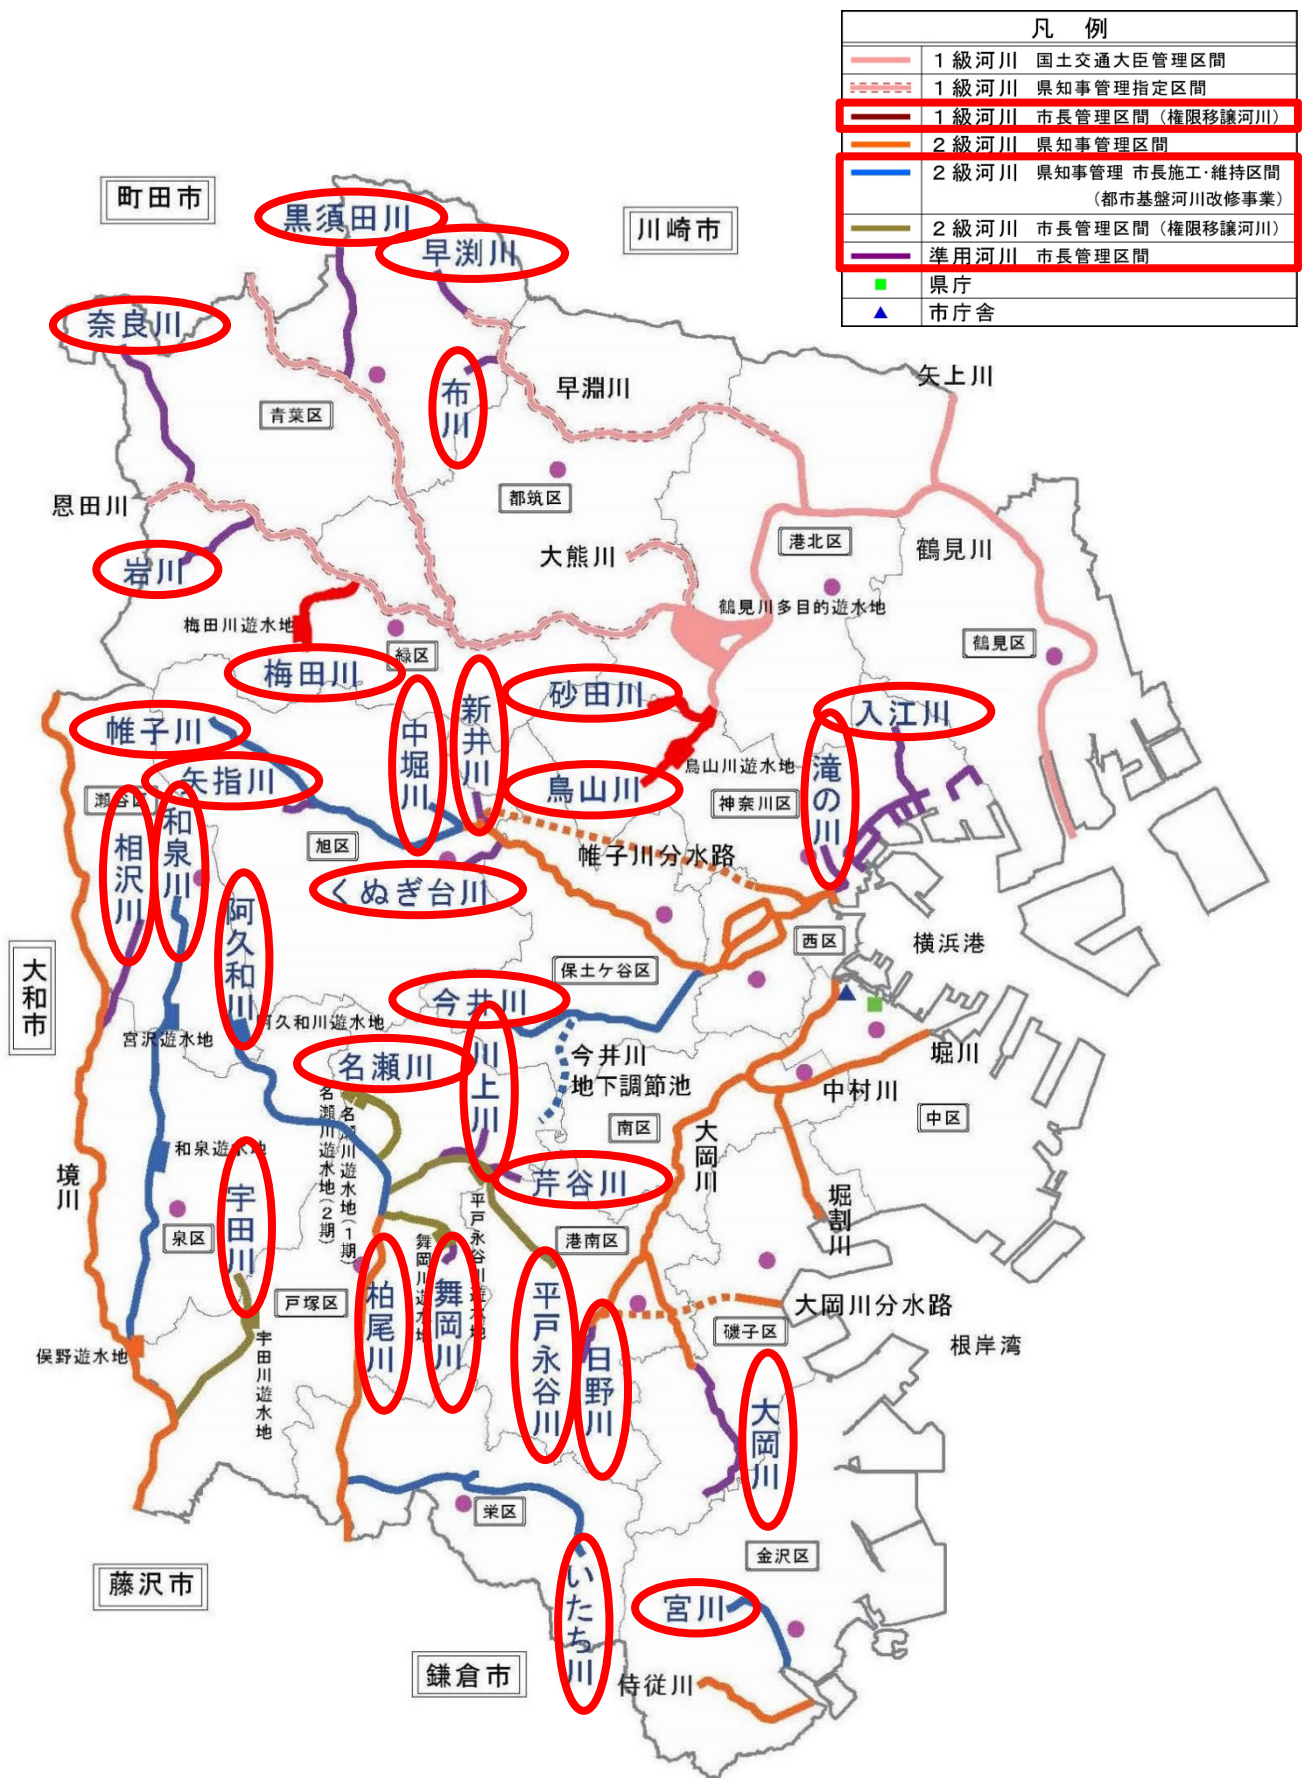 凡　例
1級河川　国土交通大臣管理区間
1級河川　県知事管理指定区間
1級河川　市長管理区間（権限移譲河川）
2級河川　県知事管理区間
2級河川　県知事管理 市長施工・維持区間
（都市基盤河川改修事業）
2級河川　市長管理区間（権限移譲河川）
準用河川　市長管理区間
県庁
市庁舎
町田市
黒須田川
早渕川
川崎市
奈良川
布川
早淵川
矢上川
青葉区
恩田川
都筑区
岩川
大熊川
港北区
鶴見川
鶴見川多目的遊水地
梅田川遊水地
緑区
鶴見区
梅田川
新井川
砂田川
入江川
帷子川
中堀川
矢指川
鳥山川
鳥山川遊水地
滝の川
瀬谷区
和泉川
相沢川
旭区
神奈川区
帷子川分水路
くぬぎ台川
阿久和川
大和市
西区
横浜港
保土ケ谷区
今井川
宮沢遊水地
阿久和川遊水地
名瀬川
川上川
今井川
地下調節池
堀川
中村川
中区
名瀬川遊水地(2期)
名瀬川遊水地(1期)
南区
大岡川
境川
和泉遊水地
芹谷川
宇田川
泉区
平戸永谷川遊水地
舞岡川遊水地
港南区
堀割川
戸塚区
柏尾川
舞岡川
平戸永谷川
日野川
大岡川分水路
磯子区
根岸湾
俣野遊水地
宇田川遊水地
大岡川
栄区
金沢区
藤沢市
いたち川
宮川
鎌倉市
侍従川